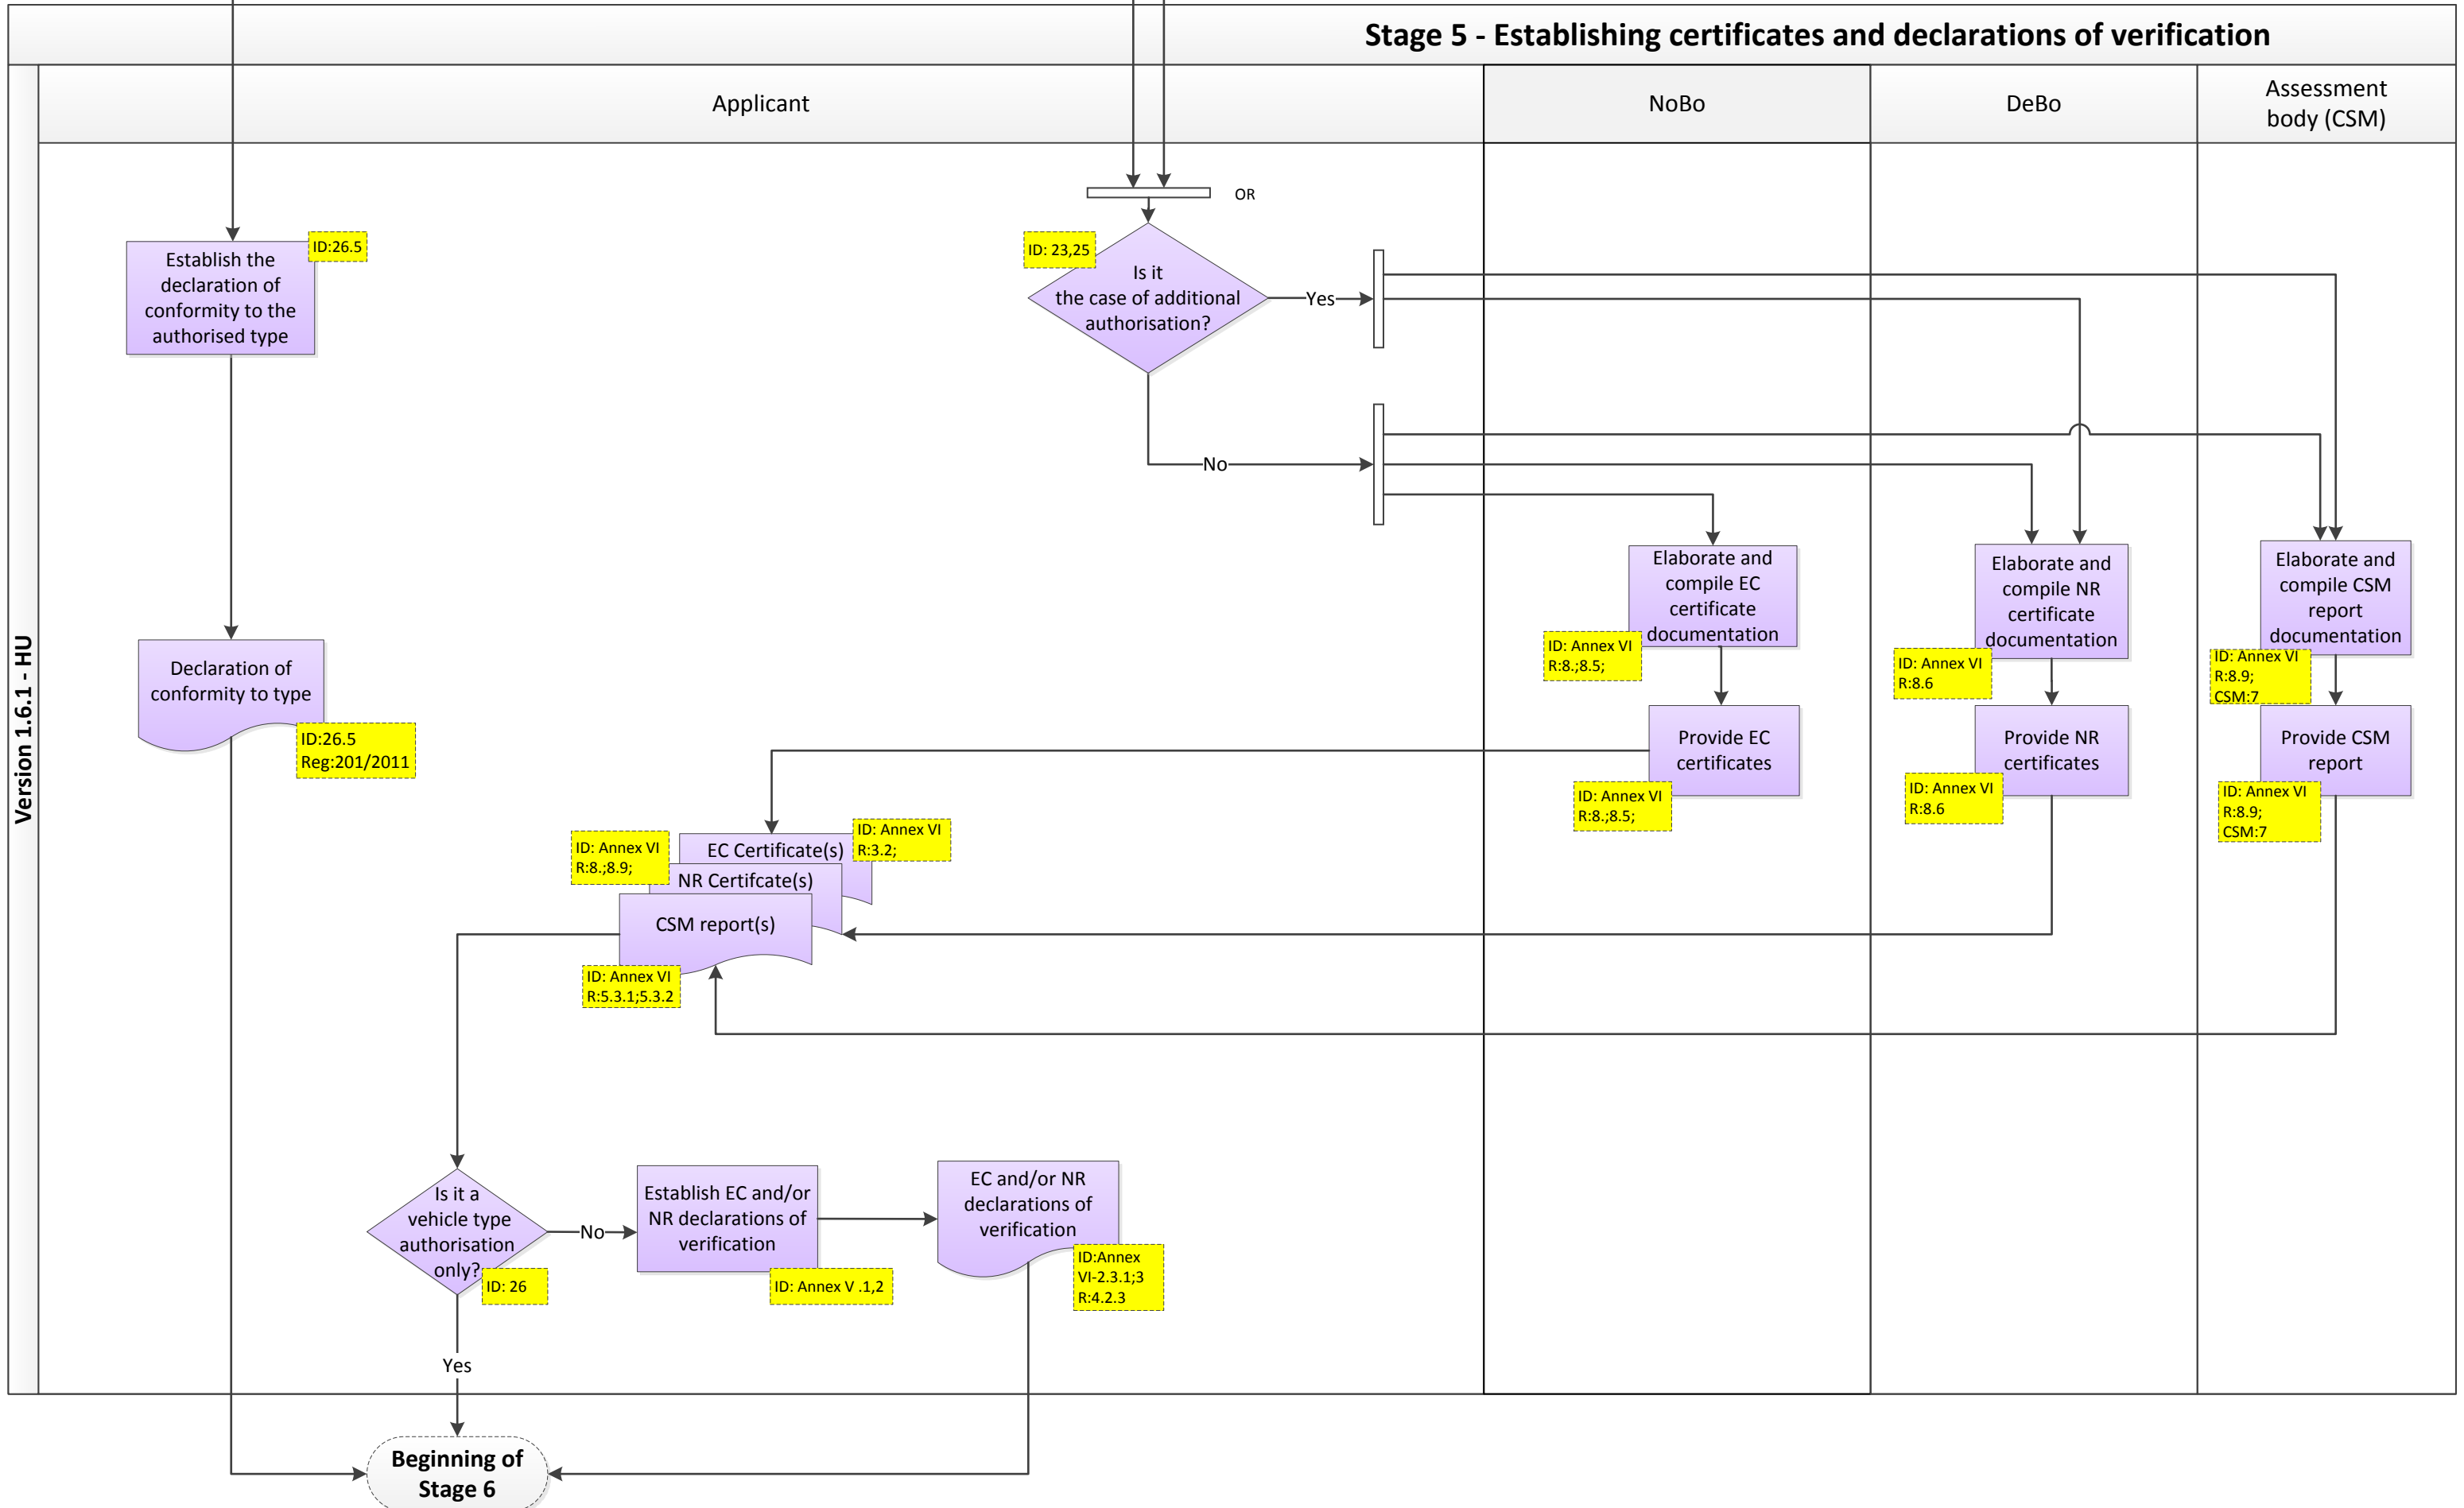 Stage 5 - Establishing certificates and declarations of verification
Version 1.6.1 - HU
Applicant
NoBo
DeBo
Assessment
body (CSM)
OR
Establish the
declaration of
conformity to the
authorised type
ID:26.5
ID: 23,25
Is it
the case of additional
authorisation?
Yes
No
Elaborate and
compile EC
certificate
documentation
ID: Annex VI
R:8.;8.5;
Elaborate and
compile NR
certificate
documentation
ID: Annex VI
R:8.6
Elaborate and
compile CSM
report
documentation
ID: Annex VI
R:8.9;
CSM:7
Declaration of
conformity to type
ID:26.5
Reg:201/2011
Provide EC
certificates
ID: Annex VI
R:8.;8.5;
Provide NR
certificates
ID: Annex VI
R:8.6
Provide CSM
report
ID: Annex VI
R:8.9;
CSM:7
EC Certificate(s)
ID: Annex VI
R:3.2;
ID: Annex VI
R:8.;8.9;
NR Certifcate(s)
CSM report(s)
ID: Annex VI
R:5.3.1;5.3.2
Is it a
vehicle type
authorisation
only?
ID: 26
No
Establish EC and/or
NR declarations of
verification
ID: Annex V .1,2
EC and/or NR
declarations of
verification
ID:Annex
VI-2.3.1;3
R:4.2.3
Yes
Beginning of
Stage 6